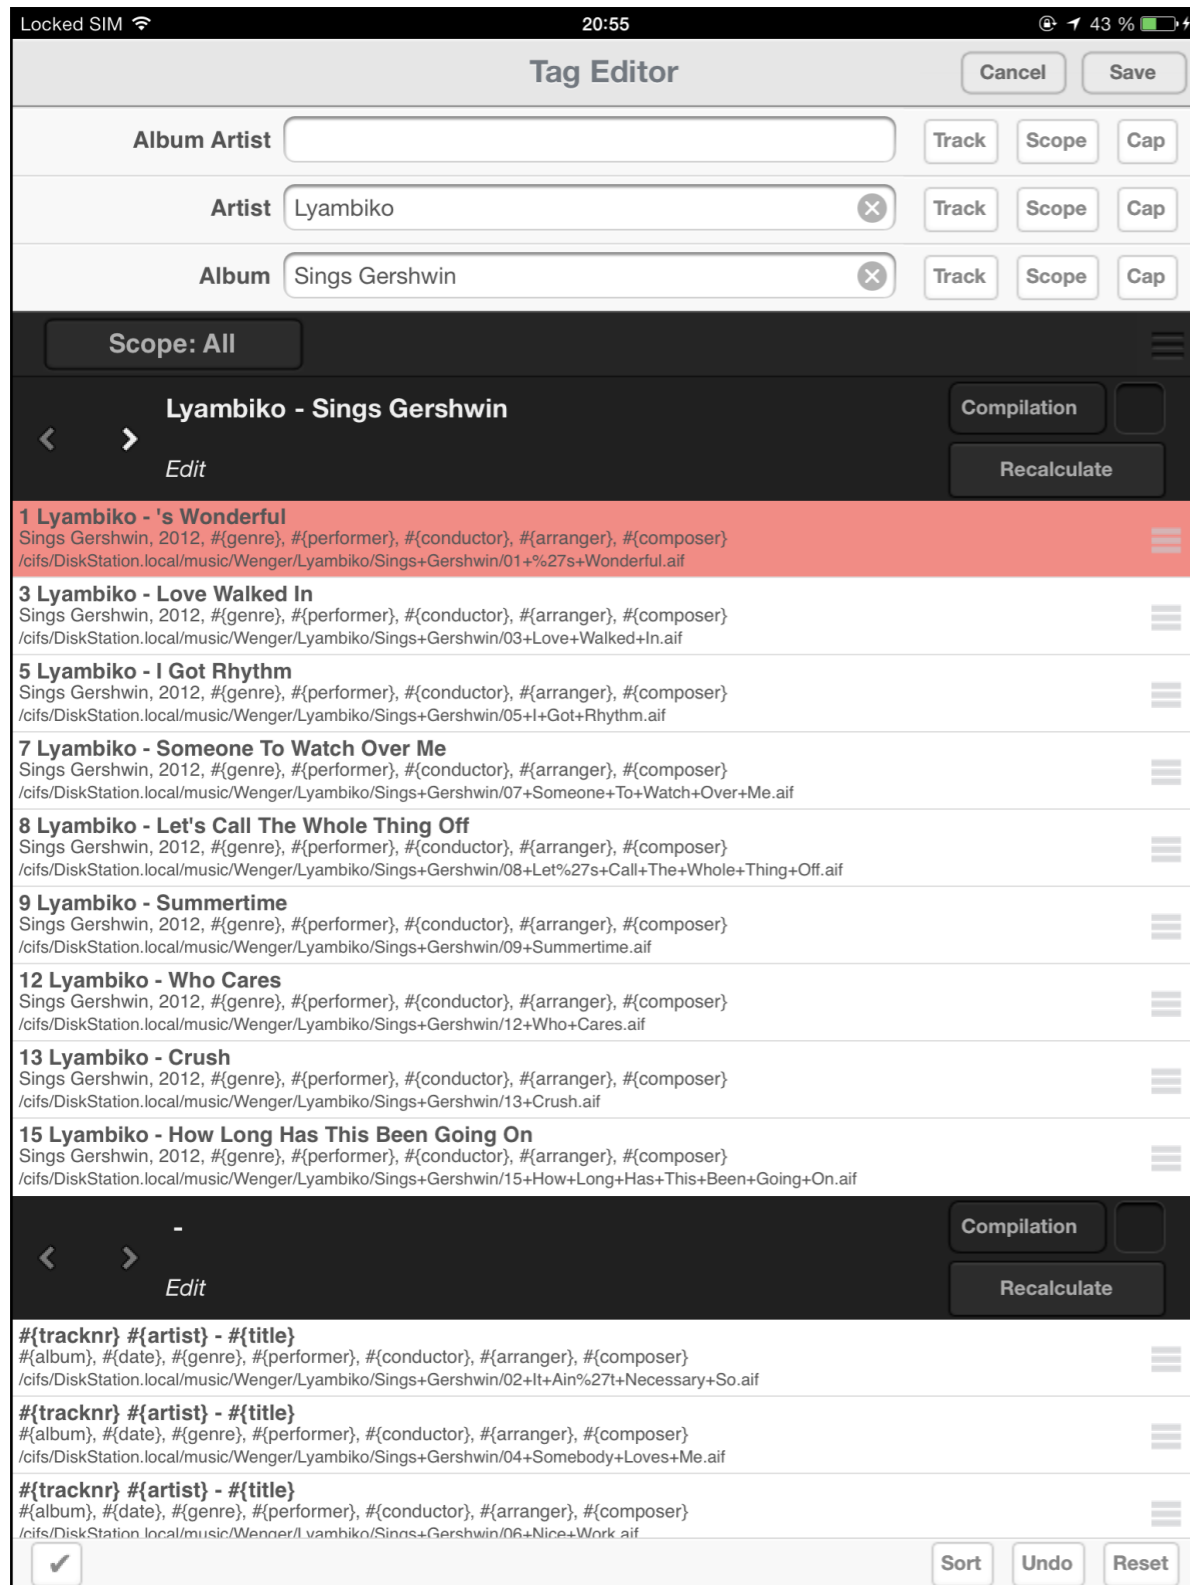 Locked SIM 20:55 43 %
Tag Editor Cancel Save
Album Artist Track Scope Cap
Artist Lyambiko Track Scope Cap
Album Sings Gershwin Track Scope Cap
Scope: All
Lyambiko - Sings Gershwin Compilation
Edit Recalculate
1 Lyambiko - 's Wonderful
Sings Gershwin, 2012, #{genre}, #{performer}, #{conductor}, #{arranger}, #{composer}
/cifs/DiskStation.local/music/Wenger/Lyambiko/Sings+Gershwin/01+%27s+Wonderful.aif
3 Lyambiko - Love Walked In
Sings Gershwin, 2012, #{genre}, #{performer}, #{conductor}, #{arranger}, #{composer}
/cifs/DiskStation.local/music/Wenger/Lyambiko/Sings+Gershwin/03+Love+Walked+In.aif
5 Lyambiko - I Got Rhythm
Sings Gershwin, 2012, #{genre}, #{performer}, #{conductor}, #{arranger}, #{composer}
/cifs/DiskStation.local/music/Wenger/Lyambiko/Sings+Gershwin/05+I+Got+Rhythm.aif
7 Lyambiko - Someone To Watch Over Me
Sings Gershwin, 2012, #{genre}, #{performer}, #{conductor}, #{arranger}, #{composer}
/cifs/DiskStation.local/music/Wenger/Lyambiko/Sings+Gershwin/07+Someone+To+Watch+Over+Me.aif
8 Lyambiko - Let's Call The Whole Thing Off
Sings Gershwin, 2012, #{genre}, #{performer}, #{conductor}, #{arranger}, #{composer}
/cifs/DiskStation.local/music/Wenger/Lyambiko/Sings+Gershwin/08+Let%27s+Call+The+Whole+Thing+Off.aif
9 Lyambiko - Summertime
Sings Gershwin, 2012, #{genre}, #{performer}, #{conductor}, #{arranger}, #{composer}
/cifs/DiskStation.local/music/Wenger/Lyambiko/Sings+Gershwin/09+Summertime.aif
12 Lyambiko - Who Cares
Sings Gershwin, 2012, #{genre}, #{performer}, #{conductor}, #{arranger}, #{composer}
/cifs/DiskStation.local/music/Wenger/Lyambiko/Sings+Gershwin/12+Who+Cares.aif
13 Lyambiko - Crush
Sings Gershwin, 2012, #{genre}, #{performer}, #{conductor}, #{arranger}, #{composer}
/cifs/DiskStation.local/music/Wenger/Lyambiko/Sings+Gershwin/13+Crush.aif
15 Lyambiko - How Long Has This Been Going On
Sings Gershwin, 2012, #{genre}, #{performer}, #{conductor}, #{arranger}, #{composer}
/cifs/DiskStation.local/music/Wenger/Lyambiko/Sings+Gershwin/15+How+Long+Has+This+Been+Going+On.aif
- Compilation
Edit Recalculate
#{tracknr} #{artist} - #{title}
#{album}, #{date}, #{genre}, #{performer}, #{conductor}, #{arranger}, #{composer}
/cifs/DiskStation.local/music/Wenger/Lyambiko/Sings+Gershwin/02+It+Ain%27t+Necessary+So.aif
#{tracknr} #{artist} - #{title}
#{album}, #{date}, #{genre}, #{performer}, #{conductor}, #{arranger}, #{composer}
/cifs/DiskStation.local/music/Wenger/Lyambiko/Sings+Gershwin/04+Somebody+Loves+Me.aif
#{tracknr} #{artist} - #{title}
#{album}, #{date}, #{genre}, #{performer}, #{conductor}, #{arranger}, #{composer}
/cifs/DiskStation.local/music/Wenger/Lyambiko/Sings+Gershwin/06+Nice+Work.aif
Sort Undo Reset